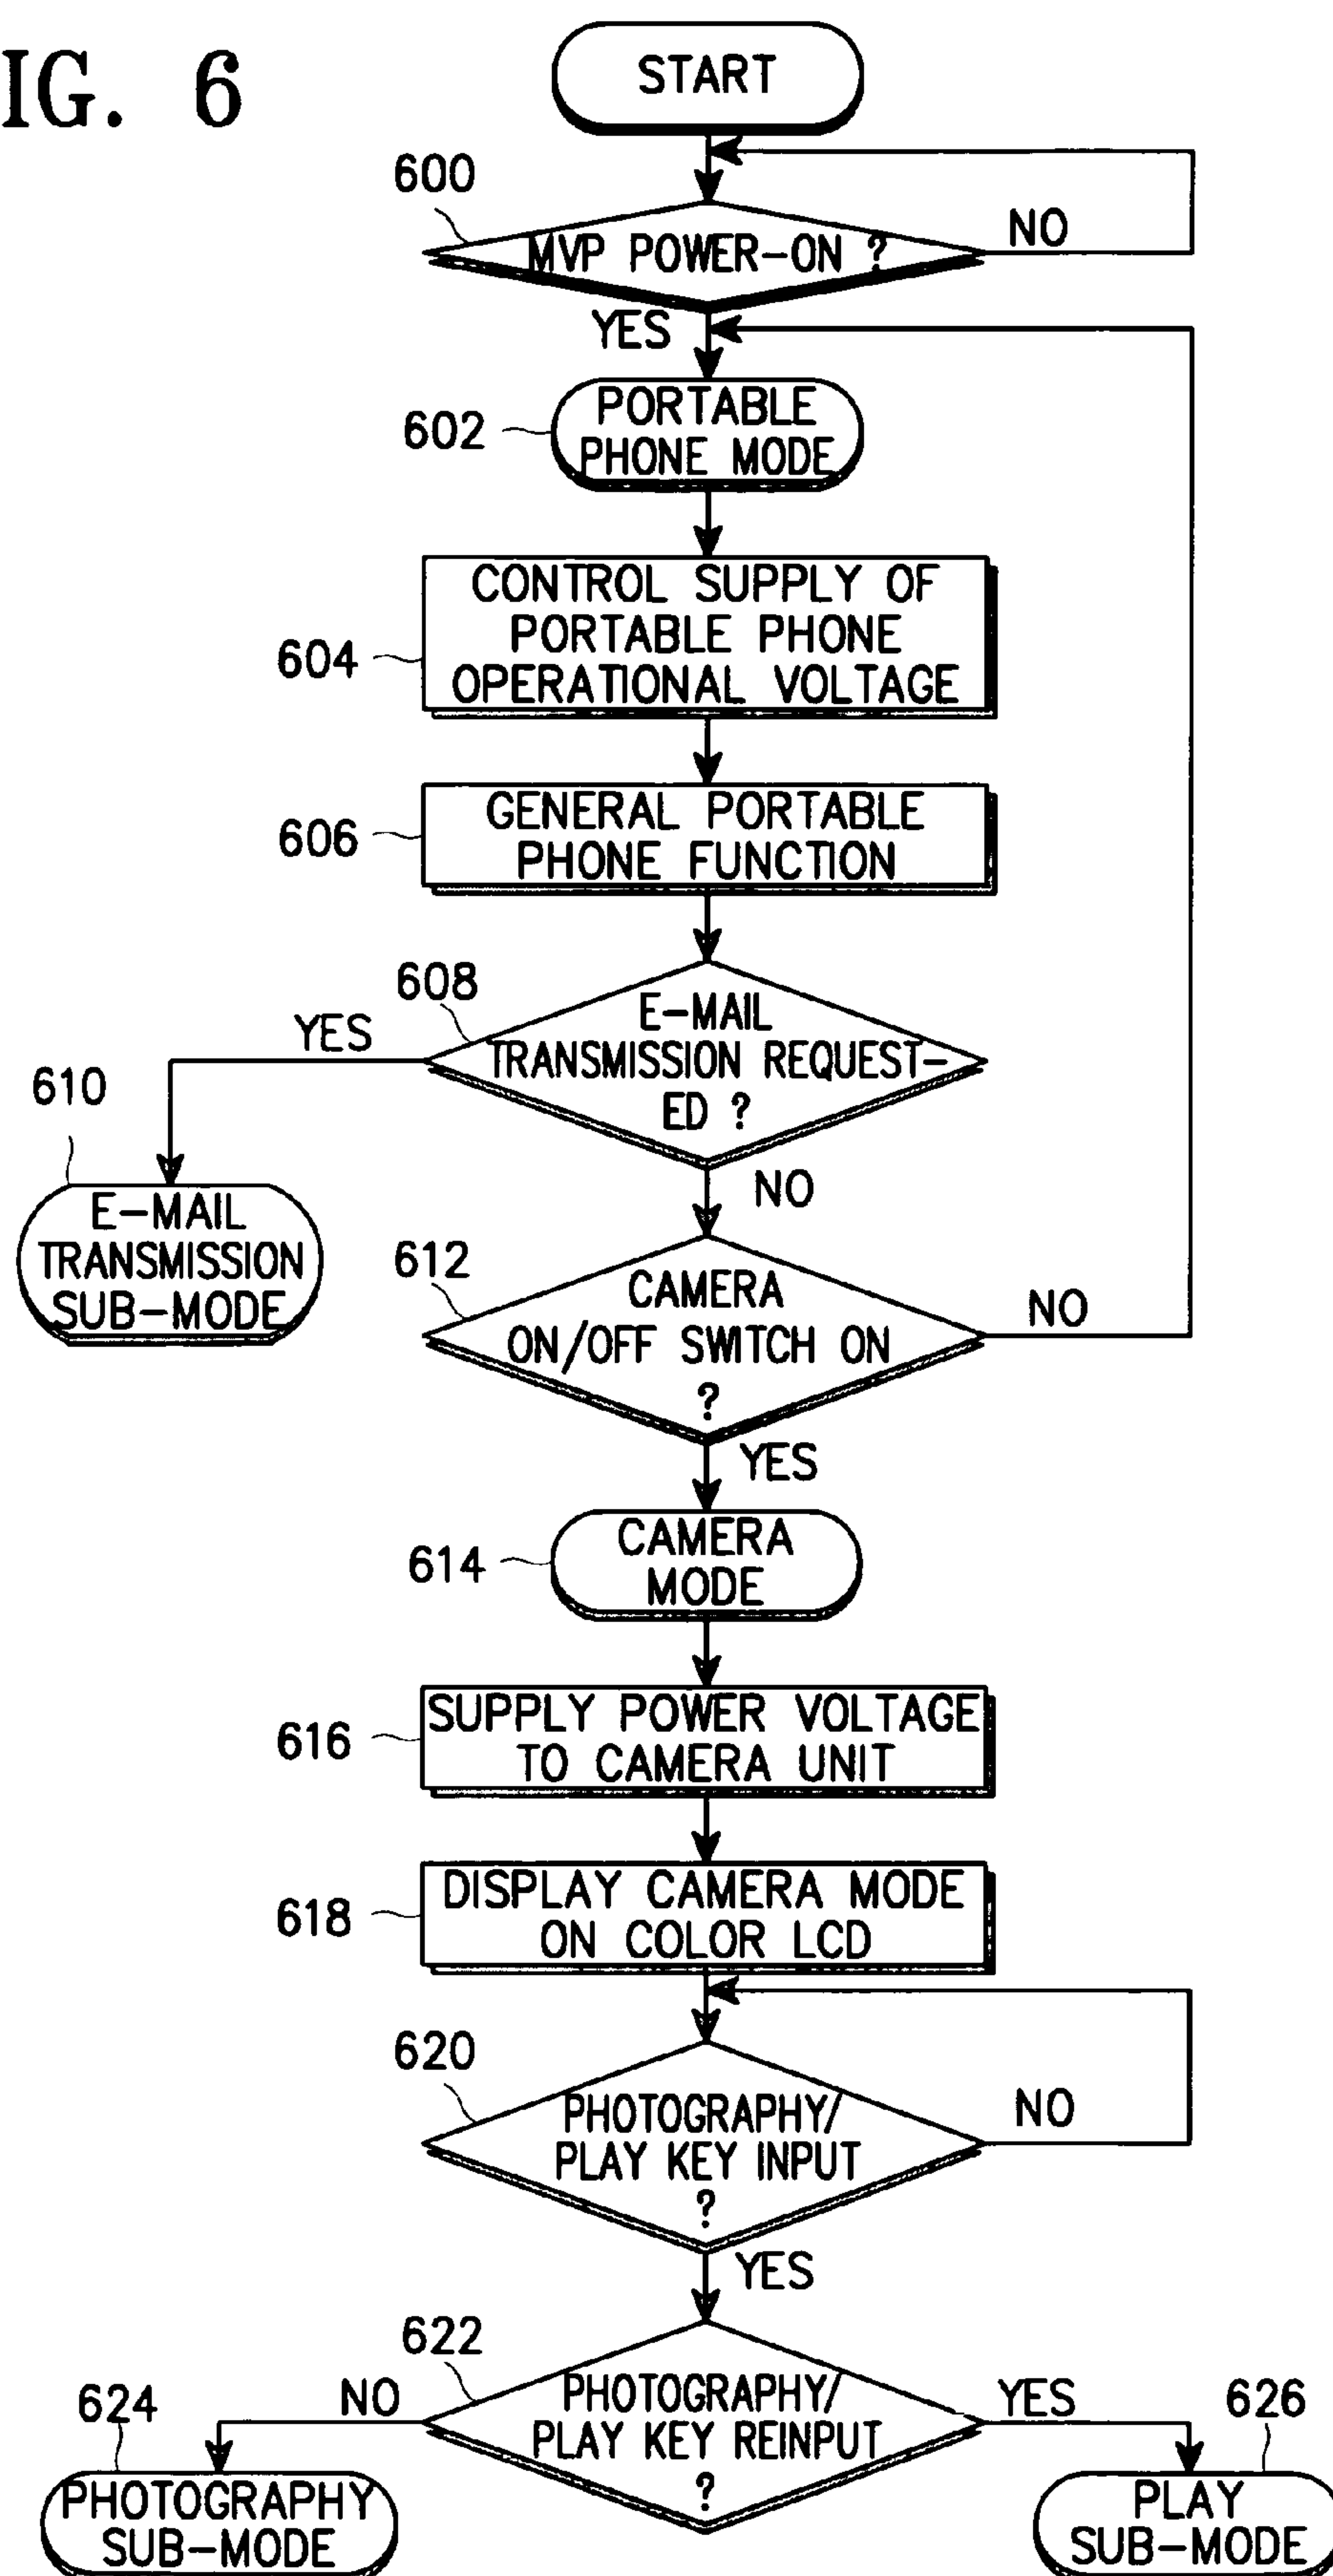 IG. 6
START
600
MVP POWER-ON ?
NO
YES
602
PORTABLE
PHONE MODE
604
CONTROL SUPPLY OF
PORTABLE PHONE
OPERATIONAL VOLTAGE
606
GENERAL PORTABLE
PHONE FUNCTION
608
E-MAIL
TRANSMISSION REQUEST-
ED ?
YES
NO
610
E-MAIL
TRANSMISSION
SUB-MODE
612
CAMERA
ON/OFF SWITCH ON
?
NO
YES
614
CAMERA
MODE
616
SUPPLY POWER VOLTAGE
TO CAMERA UNIT
618
DISPLAY CAMERA MODE
ON COLOR LCD
620
PHOTOGRAPHY/
PLAY KEY INPUT
?
NO
YES
622
PHOTOGRAPHY/
PLAY KEY REINPUT
?
NO
YES
624
PHOTOGRAPHY
SUB-MODE
626
PLAY
SUB-MODE